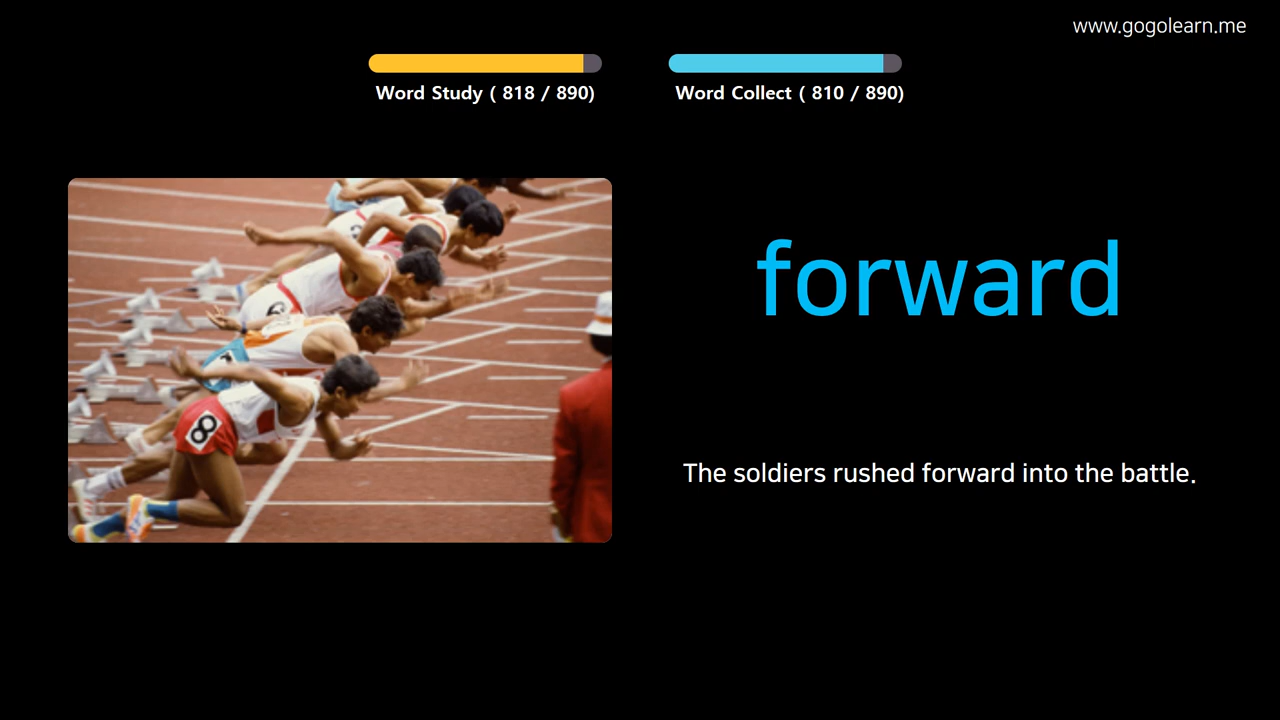 www.gogolearn.me
Word Study ( 818 / 890)
Word Collect ( 810 / 890)
forward
The soldiers rushed forward into the battle.
8